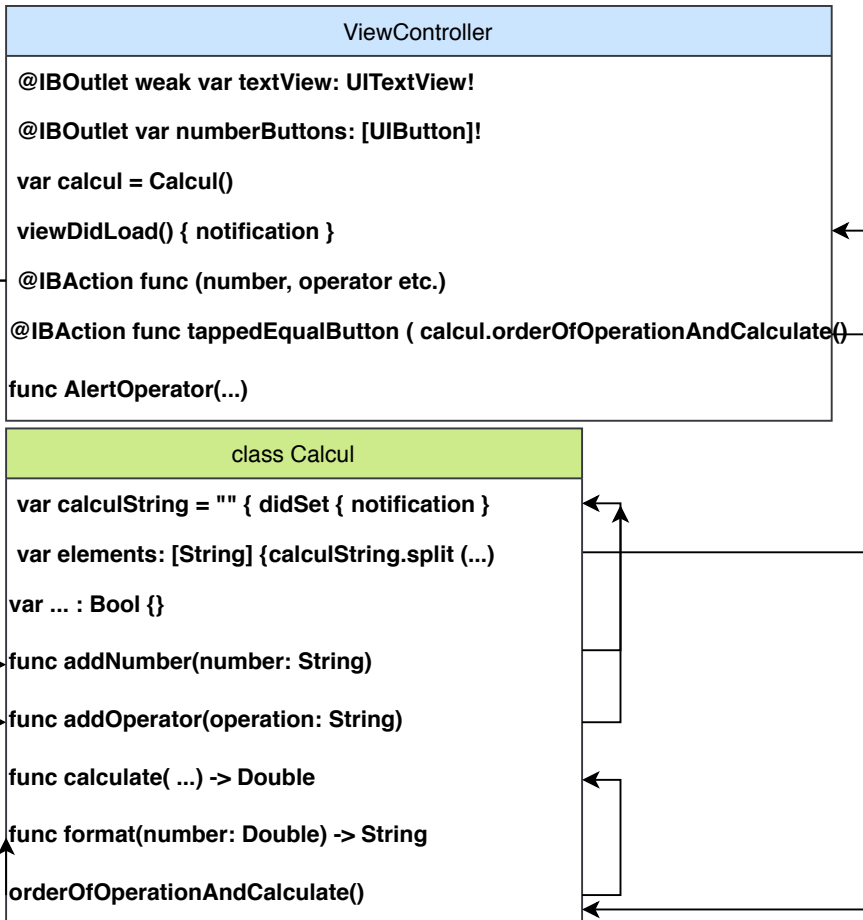 ViewController
@IBOutlet weak var textView: UITextView!
@IBOutlet var numberButtons: [UIButton]!
var calcul = Calcul()
viewDidLoad() { notification }
@IBAction func (number, operator etc.)
@IBAction func tappedEqualButton ( calcul.orderOfOperationAndCalculate()
func AlertOperator(...)
class Calcul
var calculString = "" { didSet { notification }
var elements: [String] {calculString.split (...)
var ... : Bool {}
func addNumber(number: String)
func addOperator(operation: String)
func calculate( ...) -> Double
func format(number: Double) -> String
orderOfOperationAndCalculate()